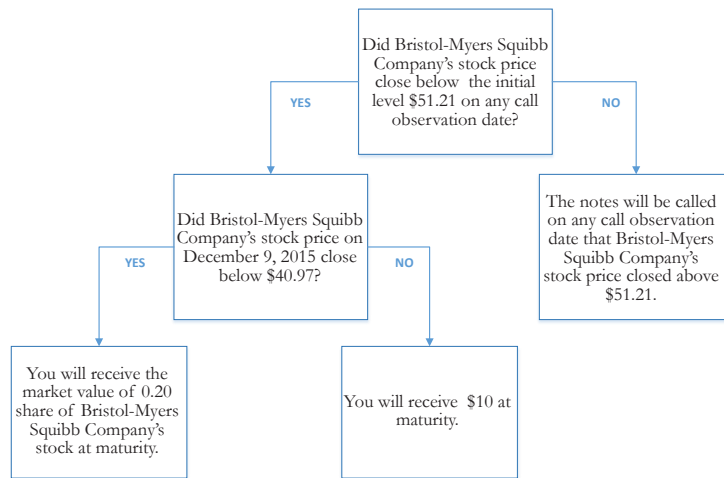 Did Bristol-Myers Squibb
Company's stock price
close below the initial
level $51.21 on any call
observation date?
YES
NO
Did Bristol-Myers Squibb
Company's stock price on
December 9, 2015 close
below $40.97?
The notes will be called
on any call observation
date that Bristol-Myers
Squibb Company's
stock price closed above
$51.21.
YES
NO
You will receive the
market value of 0.20
share of Bristol-Myers
Squibb Company's
stock at maturity.
You will receive $10 at
maturity.